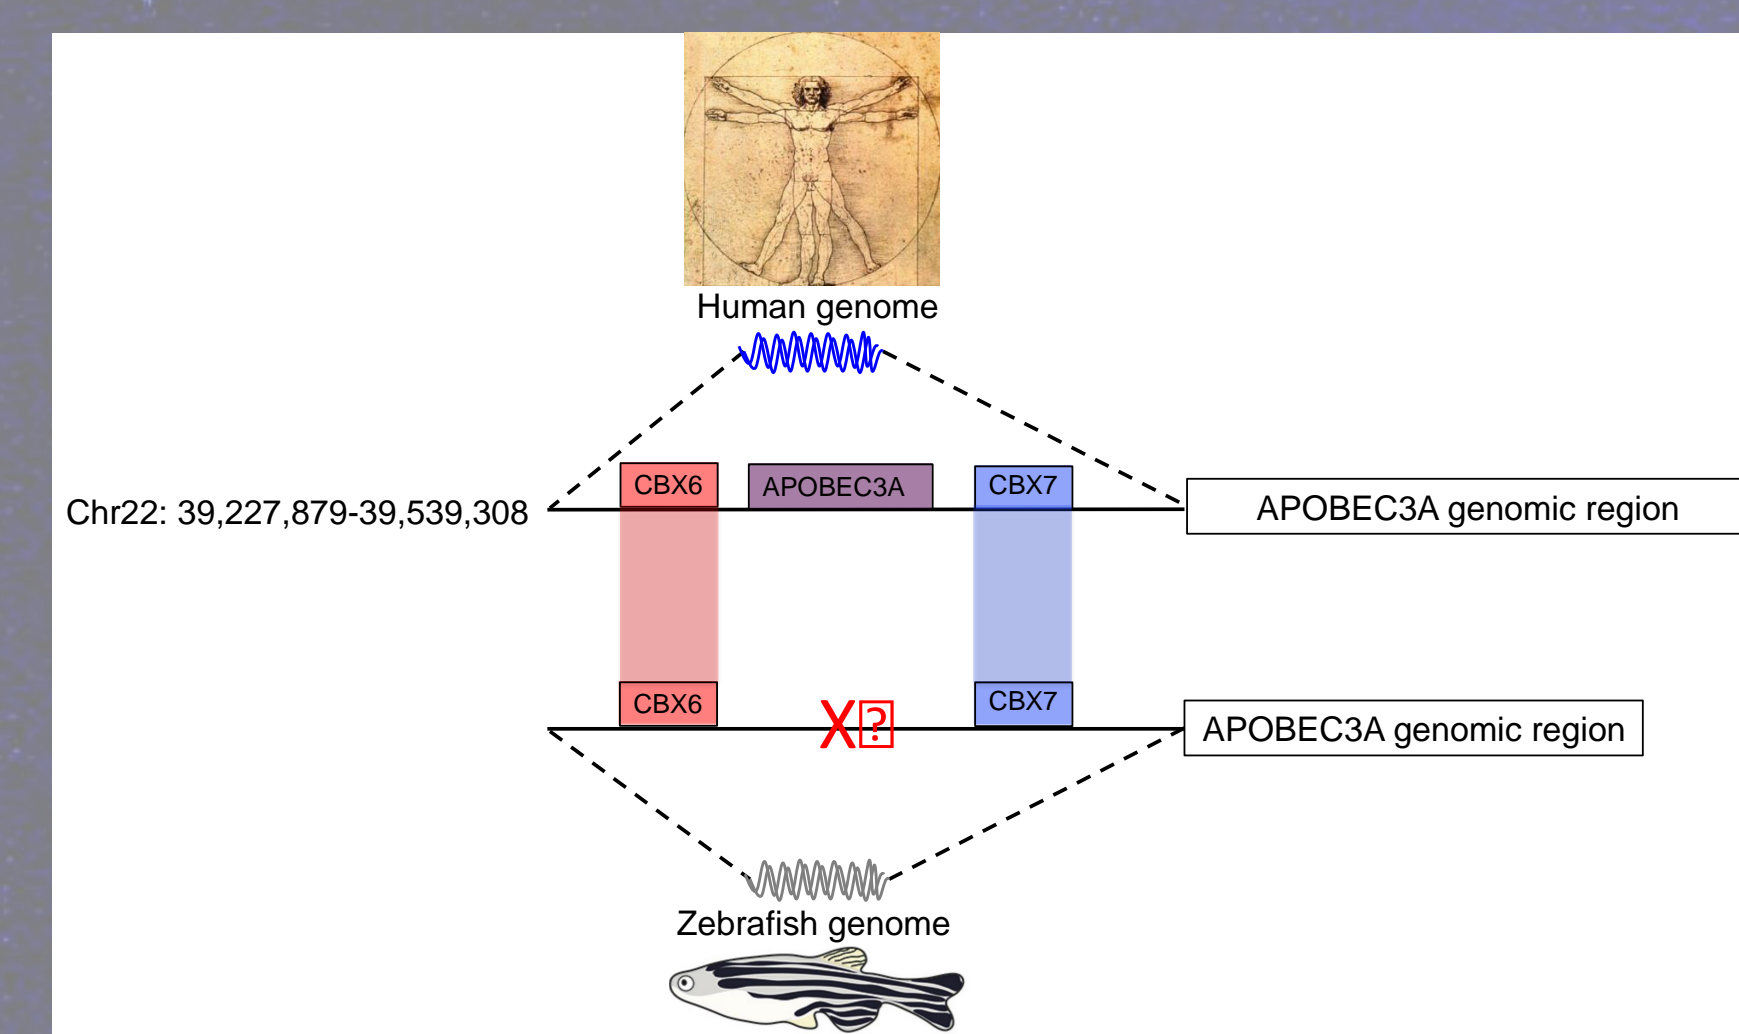 Human genome
CBX6
APOBEC3A
CBX7
Chr22: 39,227,879-39,539,308
APOBEC3A genomic region
CBX6
X?
CBX7
APOBEC3A genomic region
Zebrafish genome